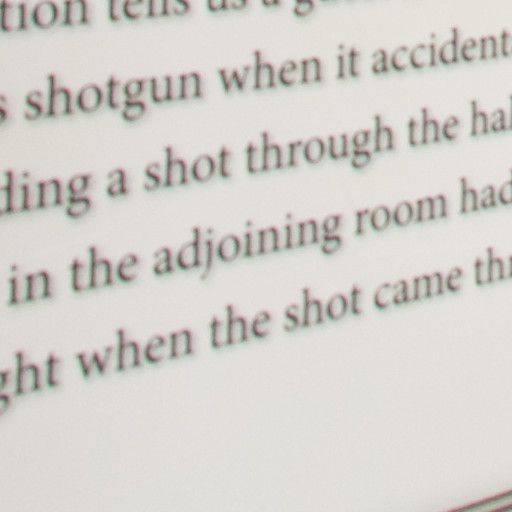 tion tells us a
s shotgun when it accident
ding a shot through the hal
in the adjoining room had
ght when the shot came thr